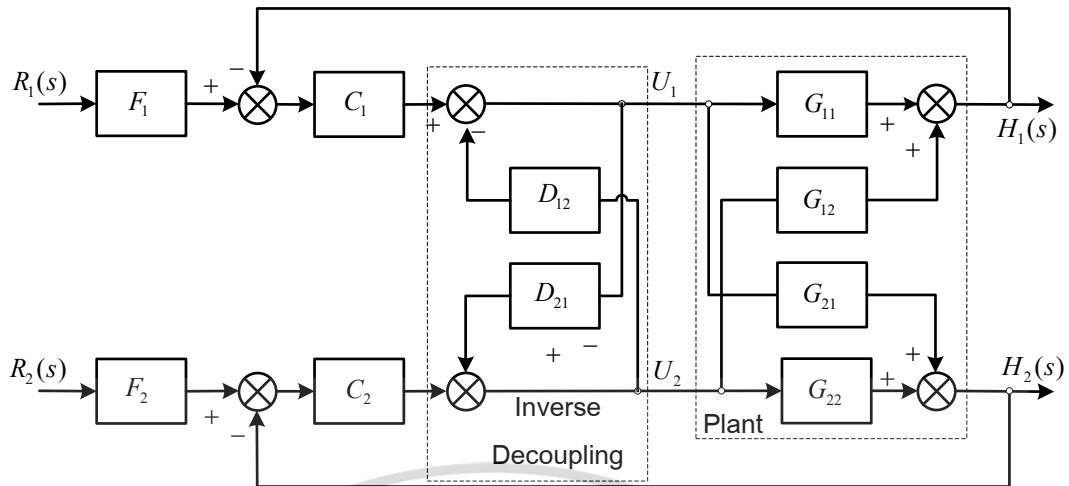 R₁(s)
F₁
+
−
C₁
+
−
U₁
G₁₁
+
+
H₁(s)
D₁₂
G₁₂
D₂₁
G₂₁
+ −
R₂(s)
F₂
+
−
C₂
U₂
G₂₂
+
+
H₂(s)
Inverse
Decoupling
Plant